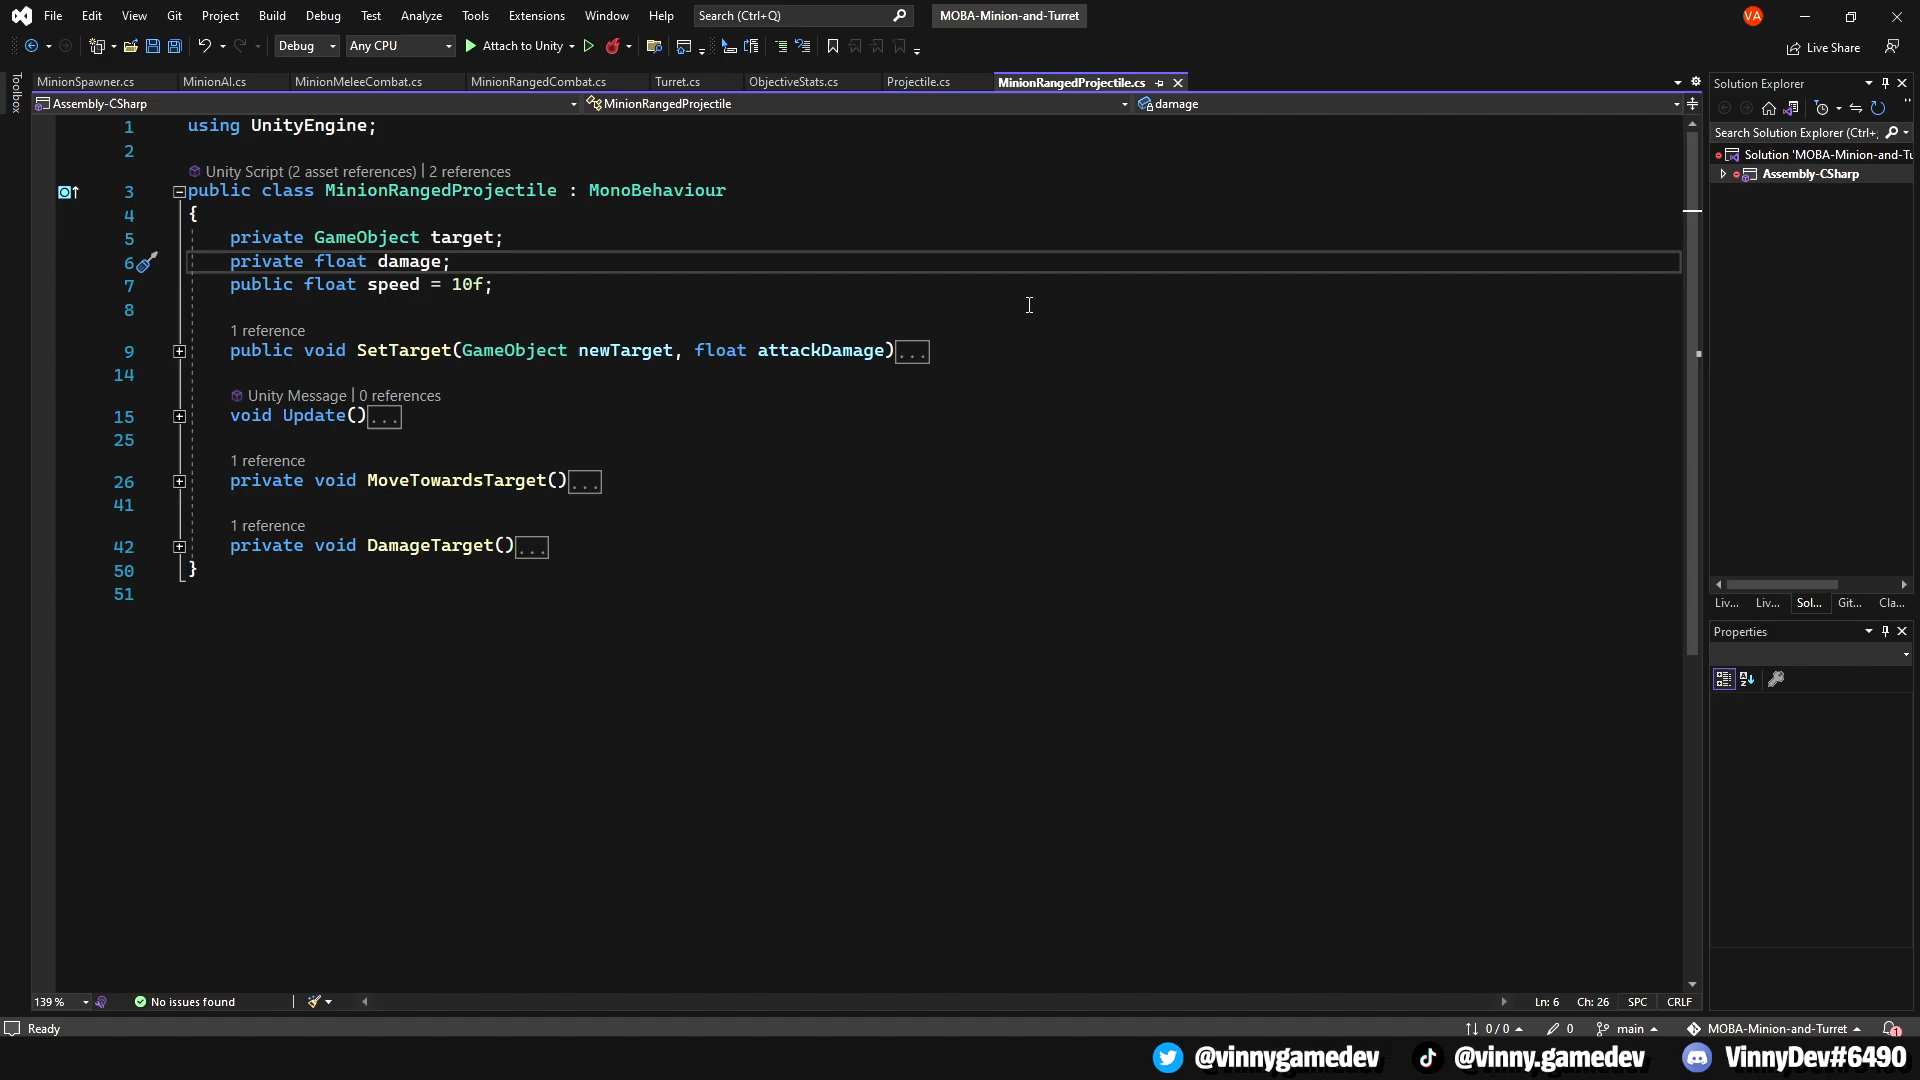 File Edit View Git Project Build Debug Test Analyze Tools Extensions Window Help Search (Ctrl+Q) MOBA-Minion-and-Turret VA
Debug Any CPU Attach to Unity Live Share
Toolbox
MinionSpawner.cs MinionAI.cs MinionMeleeCombat.cs MinionRangedCombat.cs Turret.cs ObjectiveStats.cs Projectile.cs MinionRangedProjectile.cs
Assembly-CSharp MinionRangedProjectile damage
1 using UnityEngine;
2
Unity Script (2 asset references) | 2 references
3 public class MinionRangedProjectile : MonoBehaviour
4 {
5 private GameObject target;
6 private float damage;
7 public float speed = 10f;
8
1 reference
9 public void SetTarget(GameObject newTarget, float attackDamage)...
14
Unity Message | 0 references
15 void Update()...
25
1 reference
26 private void MoveTowardsTarget()...
41
1 reference
42 private void DamageTarget()...
50 }
51
139 % No issues found Ln: 6 Ch: 26 SPC CRLF
Solution Explorer
Search Solution Explorer (Ctrl+;
Solution 'MOBA-Minion-and-Tu
Assembly-CSharp
Liv... Liv... Sol... Git... Cla...
Properties
Ready 0 / 0 0 main MOBA-Minion-and-Turret 1
@vinnygamedev @vinny.gamedev VinnyDev#6490